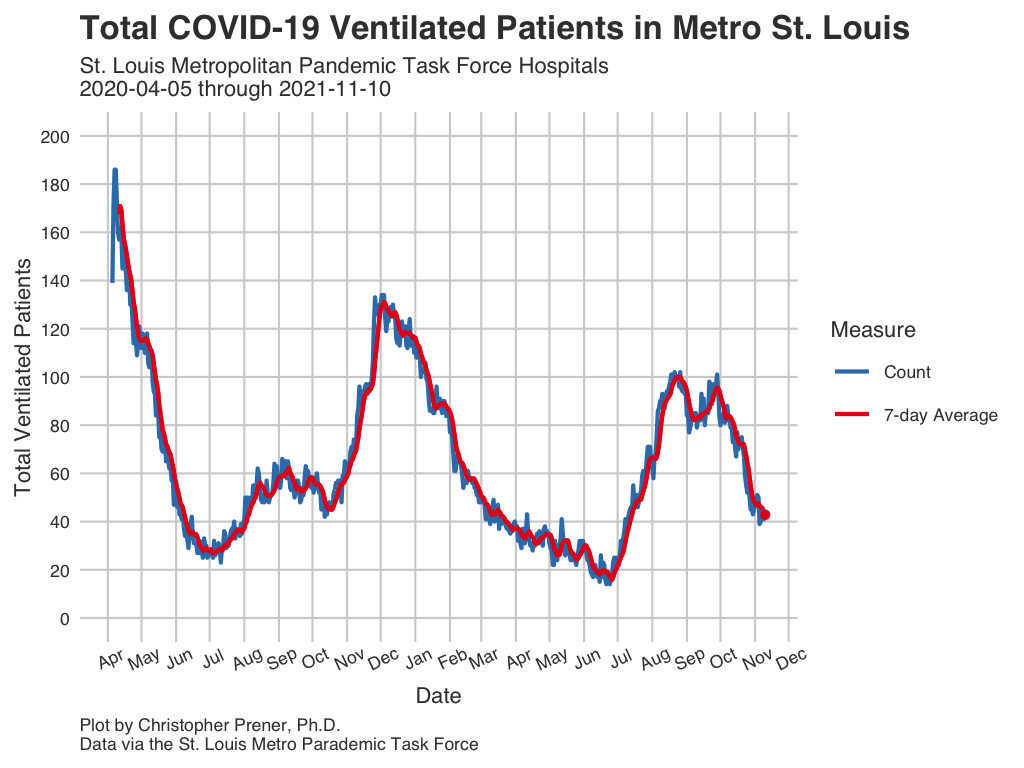 Total COVID-19 Ventilated Patients in Metro St. Louis
St. Louis Metropolitan Pandemic Task Force Hospitals
2020-04-05 through 2021-11-10
Total Ventilated Patients
200
180
160
140
120
100
80
60
40
20
0
Apr May Jun Jul Aug Sep Oct Nov Dec Jan Feb Mar Apr May Jun Jul Aug Sep Oct Nov Dec
Date
Measure
Count
7-day Average
Plot by Christopher Prener, Ph.D.
Data via the St. Louis Metro Parademic Task Force